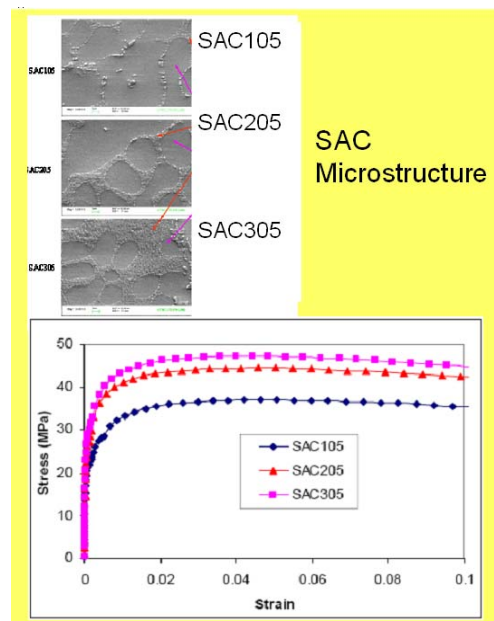 SAC105
SAC105
SAC205
SAC205
SAC305
SAC305
SAC
Microstructure
50
40
30
20
10
0
Stress (MPa)
SAC105
SAC205
SAC305
0
0.02
0.04
0.06
0.08
0.1
Strain